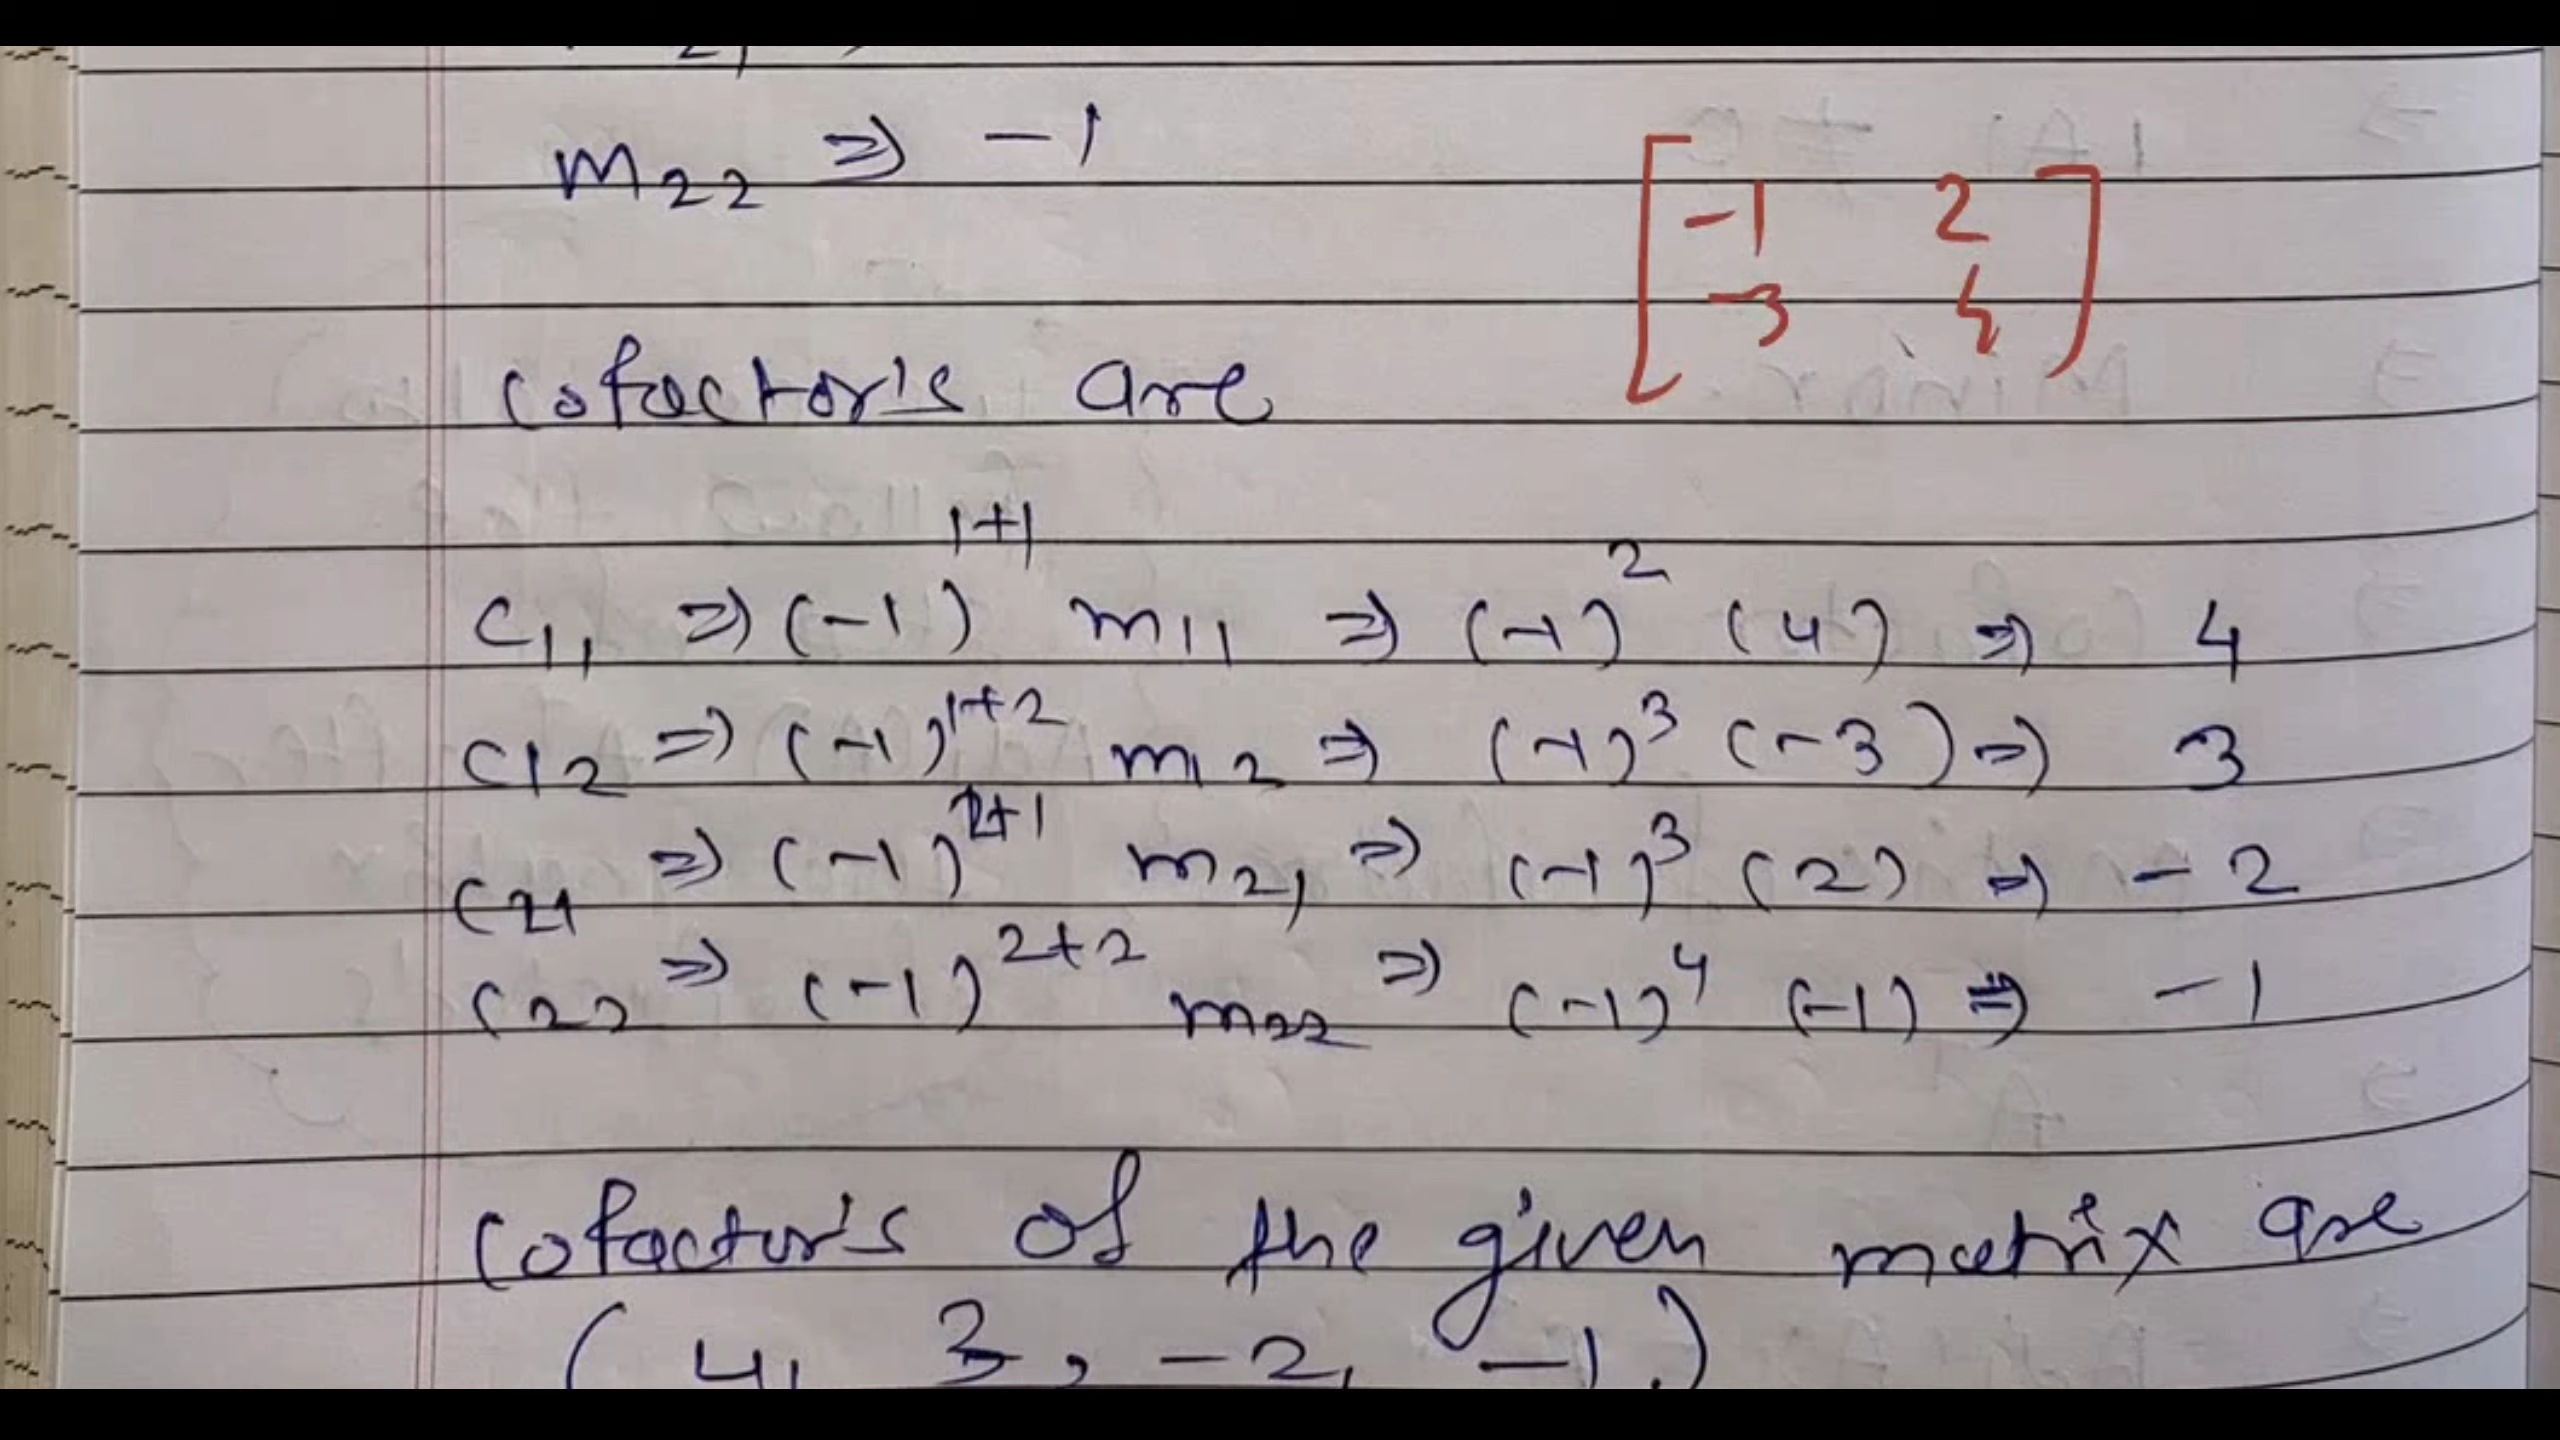 m22 ⇒ -1
[-1 2
-3 4]
cofactor's are
C11 ⇒ (-1)^1+1 m11 ⇒ (-1)^2 (4) ⇒ 4
C12 ⇒ (-1)^1+2 m12 ⇒ (-1)^3 (-3) ⇒ 3
C21 ⇒ (-1)^2+1 m21 ⇒ (-1)^3 (2) ⇒ -2
C22 ⇒ (-1)^2+2 m22 ⇒ (-1)^4 (-1) ⇒ -1
cofactor's of the given matrix are
(4, 3, -2, -1)